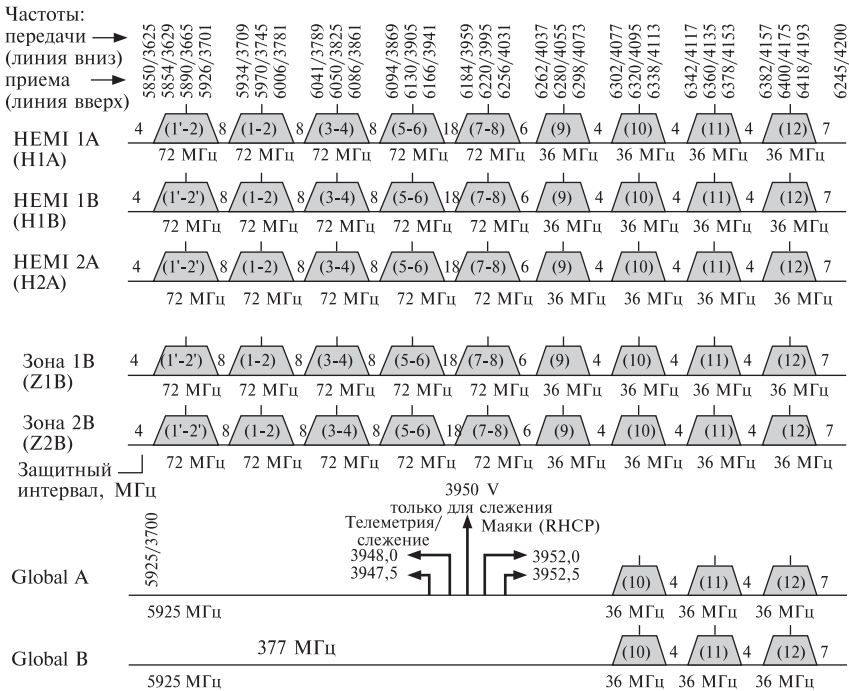 Частоты:
передачи
(линия вниз)
приема
(линия вверх)
5850/3625
5854/3629
5890/3665
5926/3701
5934/3709
5970/3745
6006/3781
6041/3789
6050/3825
6086/3861
6094/3869
6130/3905
6166/3941
6184/3959
6220/3995
6256/4031
6262/4037
6280/4055
6298/4073
6302/4077
6320/4095
6338/4113
6342/4117
6360/4135
6378/4153
6382/4157
6400/4175
6418/4193
6245/4200
HEMI 1A
(H1A)
4 (1'-2) 8 (1-2) 8 (3-4) 8 (5-6) 18 (7-8) 6 (9) 4 (10) 4 (11) 4 (12) 7
72 МГц 72 МГц 72 МГц 72 МГц 72 МГц 36 МГц 36 МГц 36 МГц 36 МГц
HEMI 1B
(H1B)
4 (1'-2') 8 (1-2) 8 (3-4) 8 (5-6) 18 (7-8) 6 (9) 4 (10) 4 (11) 4 (12) 7
72 МГц 72 МГц 72 МГц 72 МГц 72 МГц 36 МГц 36 МГц 36 МГц 36 МГц
HEMI 2A
(H2A)
4 (1'-2') 8 (1-2) 8 (3-4) 8 (5-6) 18 (7-8) 6 (9) 4 (10) 4 (11) 4 (12) 7
72 МГц 72 МГц 72 МГц 72 МГц 72 МГц 36 МГц 36 МГц 36 МГц 36 МГц
Зона 1B
(Z1B)
4 (1'-2') 8 (1-2) 8 (3-4) 8 (5-6) 18 (7-8) 6 (9) 4 (10) 4 (11) 4 (12) 7
72 МГц 72 МГц 72 МГц 72 МГц 72 МГц 36 МГц 36 МГц 36 МГц 36 МГц
Зона 2B
(Z2B)
4 (1'-2') 8 (1-2) 8 (3-4) 8 (5-6) 18 (7-8) 6 (9) 4 (10) 4 (11) 4 (12) 7
72 МГц 72 МГц 72 МГц 72 МГц 72 МГц 36 МГц 36 МГц 36 МГц 36 МГц
Защитный
интервал, МГц
3950 V
только для слежения
Телеметрия/
слежение
Маяки (RHCP)
3948,0
3952,0
3947,5
3952,5
5925/3700
Global A
(10) 4 (11) 4 (12) 7
5925 МГц
36 МГц 36 МГц 36 МГц
Global B
377 МГц
(10) 4 (11) 4 (12) 7
5925 МГц
36 МГц 36 МГц 36 МГц